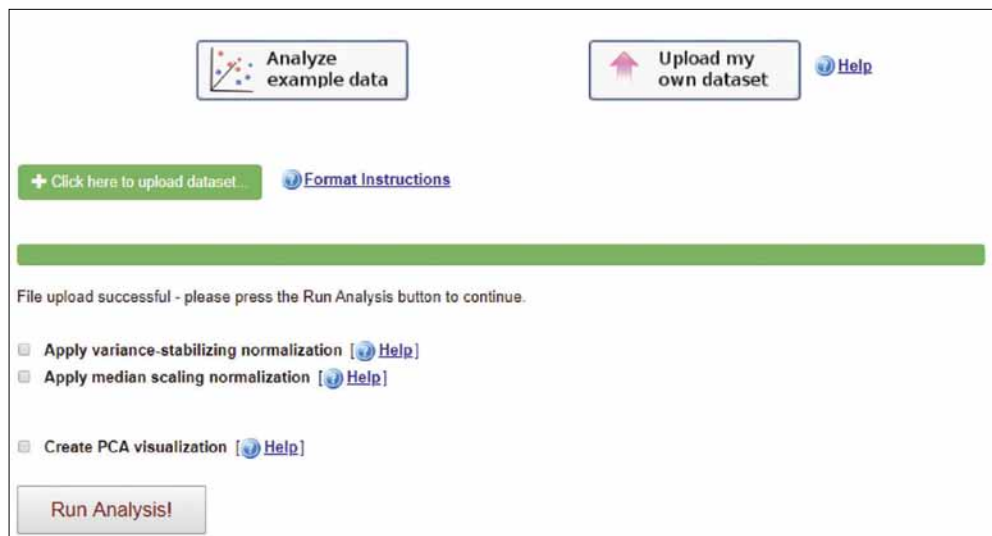 Analyze
example data
Upload my
own dataset
Help
+ Click here to upload dataset...
Format Instructions
File upload successful - please press the Run Analysis button to continue.
Apply variance-stabilizing normalization [Help]
Apply median scaling normalization [Help]
Create PCA visualization [Help]
Run Analysis!